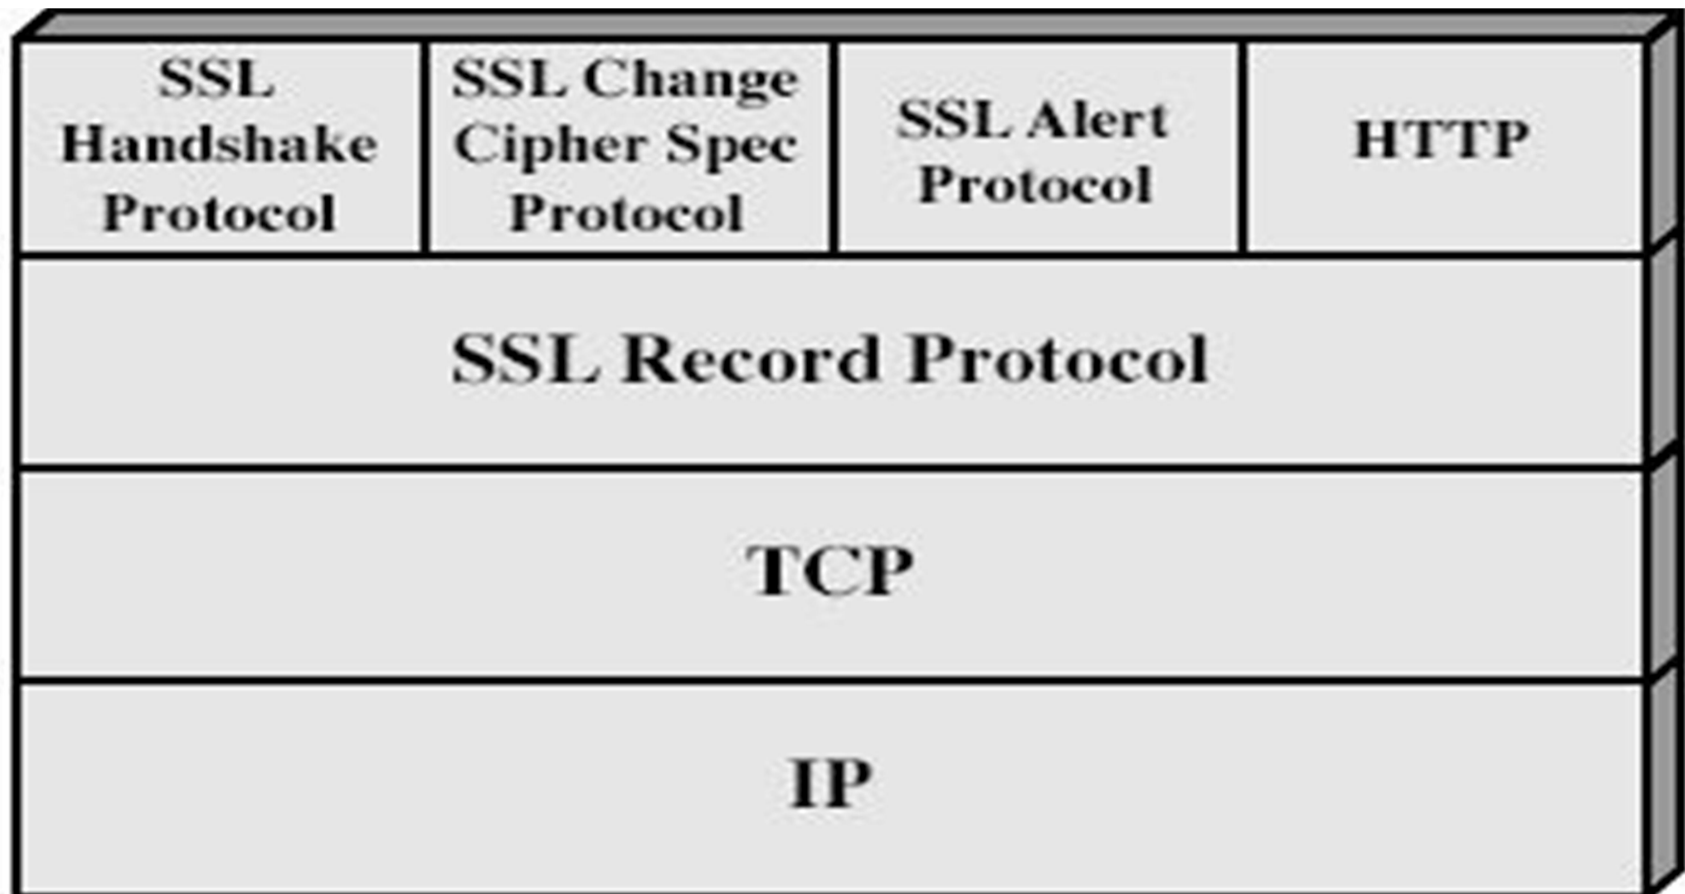 SSL
Handshake
Protocol
SSL Change
Cipher Spec
Protocol
SSL Alert
Protocol
HTTP
SSL Record Protocol
TCP
IP